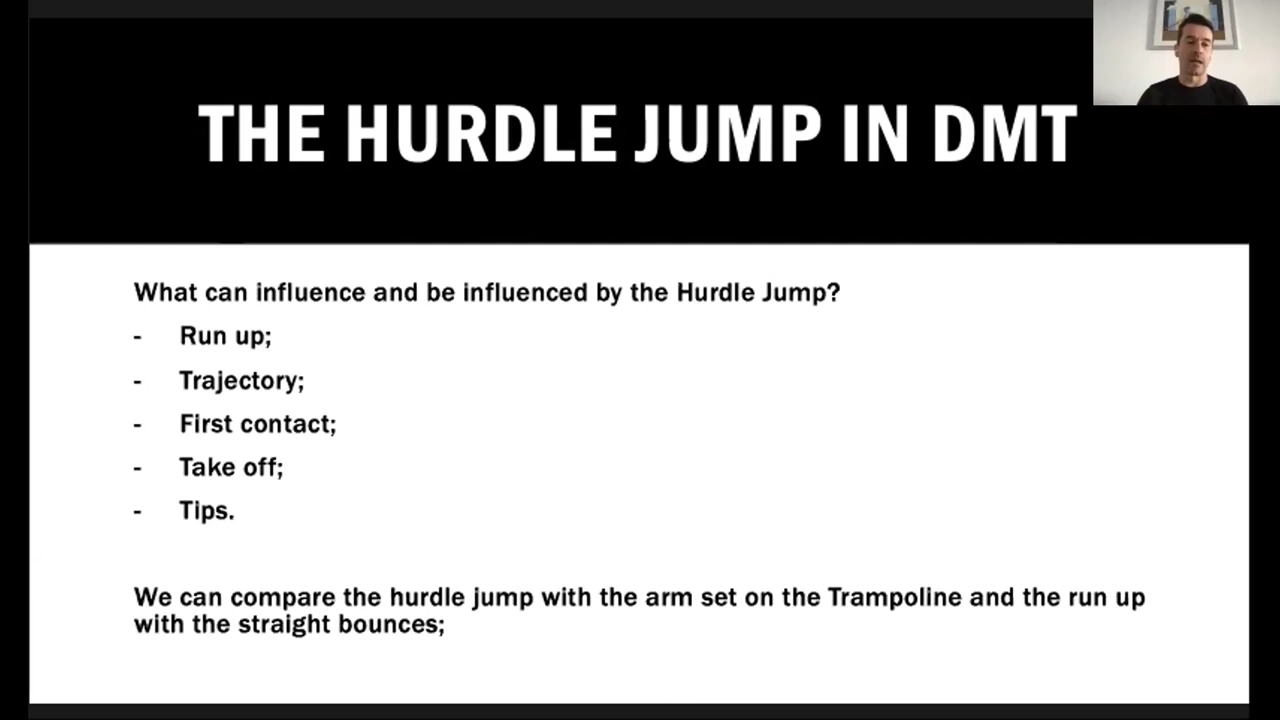 THE HURDLE JUMP IN DMT
What can influence and be influenced by the Hurdle Jump?
- Run up;
- Trajectory;
- First contact;
- Take off;
- Tips.
We can compare the hurdle jump with the arm set on the Trampoline and the run up
with the straight bounces;